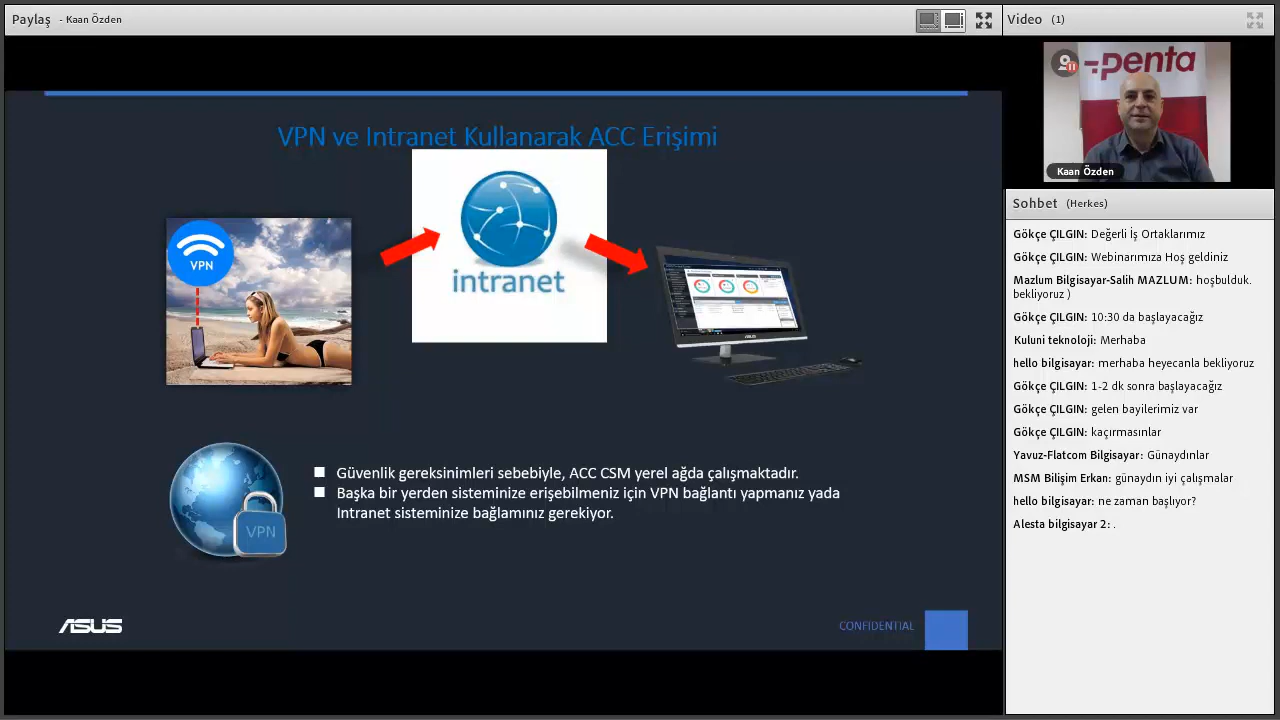 Paylaş - Kaan Özden
VPN ve Intranet Kullanarak ACC Erişimi
VPN
intranet
ASUS
VPN
■ Güvenlik gereksinimleri sebebiyle, ACC CSM yerel ağda çalışmaktadır.
■ Başka bir yerden sisteminize erişebilmeniz için VPN bağlantı yapmanız yada
Intranet sisteminize bağlamınız gerekiyor.
ASUS
CONFIDENTIAL
Video (1)
penta
Kaan Özden
Sohbet (Herkes)
Gökçe ÇILGIN: Değerli İş Ortaklarımız
Gökçe ÇILGIN: Webinarımıza Hoş geldiniz
Mazlum Bilgisayar-Salih MAZLUM: hoşbulduk.
bekliyoruz )
Gökçe ÇILGIN: 10:30 da başlayacağız
Kuluni teknoloji: Merhaba
hello bilgisayar: merhaba heyecanla bekliyoruz
Gökçe ÇILGIN: 1-2 dk sonra başlayacağız
Gökçe ÇILGIN: gelen bayilerimiz var
Gökçe ÇILGIN: kaçırmasınlar
Yavuz-Flatcom Bilgisayar: Günaydınlar
MSM Bilişim Erkan: günaydın iyi çalışmalar
hello bilgisayar: ne zaman başlıyor?
Alesta bilgisayar 2: .